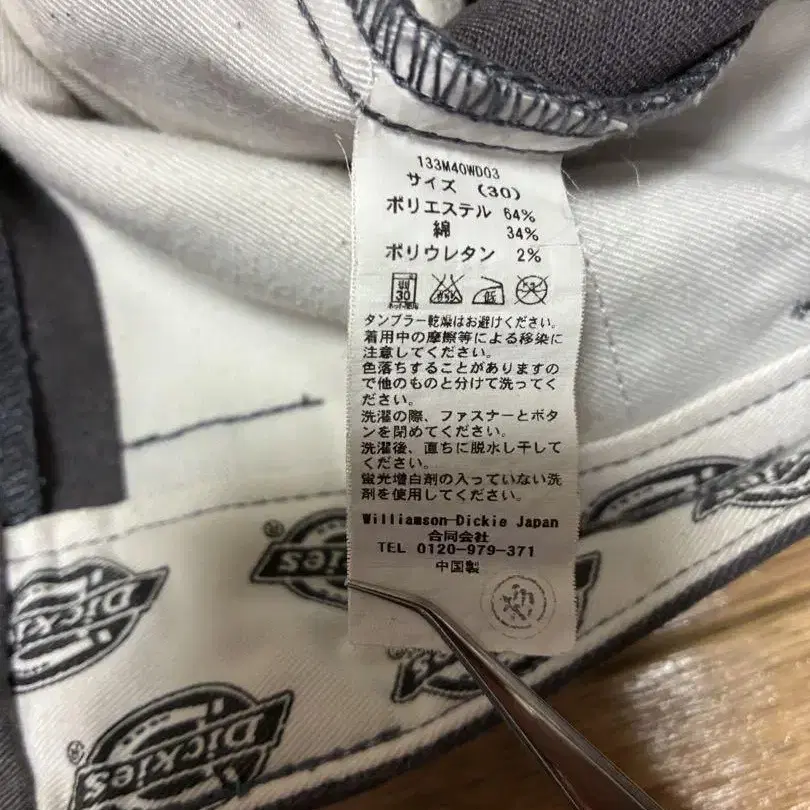 133M40WD03
サイズ (30)
ポリエステル 64%
綿 34%
ポリウレタン 2%
30
低
タンブラー乾燥はお避けください。
着用中の摩擦等による移染に
注意してください。
色落ちすることがありますの
で他のものと分けて洗ってく
ださい。
洗濯の際、ファスナーとボタ
ンを閉めてください。
洗濯後、直ちに脱水し干して
ください。
蛍光増白剤の入っていない洗
剤を使用してください。
Williamson-Dickie Japan
合同会社
TEL 0120-979-371
中国製
Dickies
Dickies
Dickies